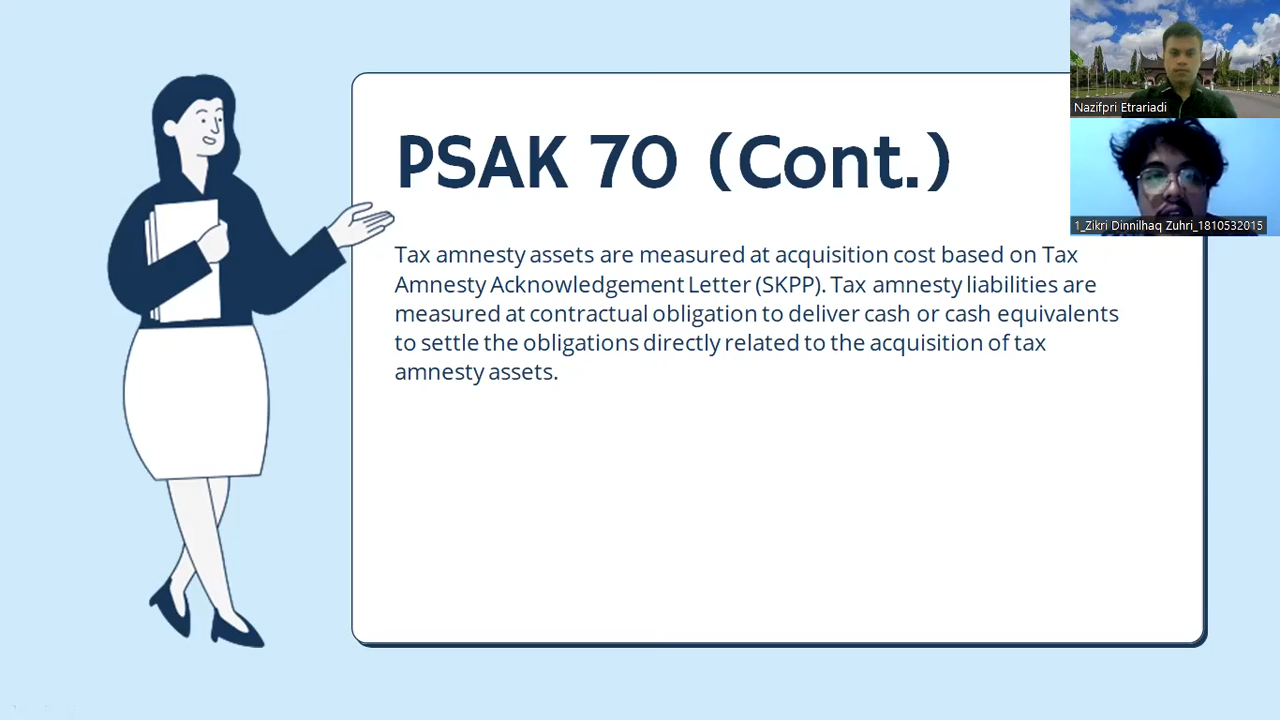 PSAK 70 (Cont.)
Tax amnesty assets are measured at acquisition cost based on Tax
Amnesty Acknowledgement Letter (SKPP). Tax amnesty liabilities are
measured at contractual obligation to deliver cash or cash equivalents
to settle the obligations directly related to the acquisition of tax
amnesty assets.
Nazifpri Etrariadi
1_Zikri Dinnilhaq Zuhri_1810532015